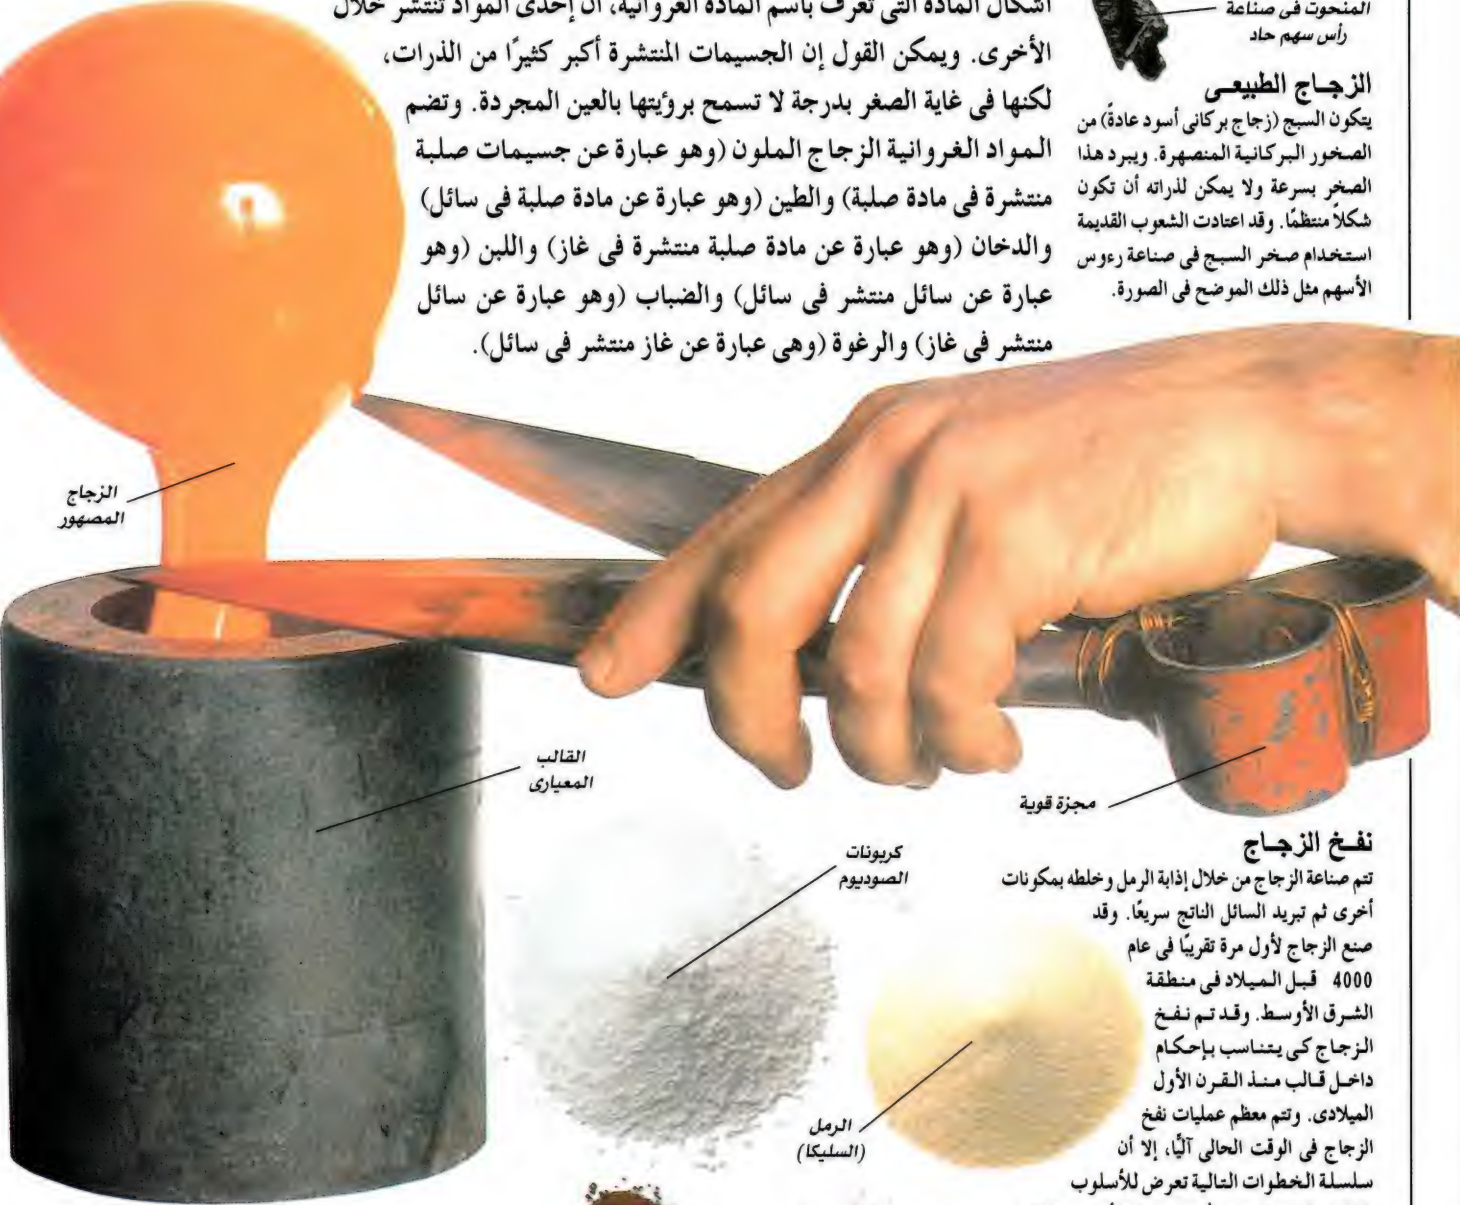 المنحوت فى صناعة
رأس سهم حاد
الزجاج الطبيعى
يتكون السبج (زجاج بركانى أسود عادةً) من
الصخور البركانية المنصهرة. ويبرد هذا
الصخر بسرعة ولا يمكن لذراته أن تكون
شكلاً منتظمًا. وقد اعتادت الشعوب القديمة
استخدام صخر السبج فى صناعة رءوس
الأسهم مثل ذلك الموضح فى الصورة.
أشكال المادة التى تعرف باسم المادة الغروانية، أن إحدى المواد تنتشر خلال
الأخرى. ويمكن القول إن الجسيمات المنتشرة أكبر كثيرًا من الذرات،
لكنها فى غاية الصغر بدرجة لا تسمح برؤيتها بالعين المجردة. وتضم
المواد الغروانية الزجاج الملون (وهو عبارة عن جسيمات صلبة
منتشرة فى مادة صلبة) والطين (وهو عبارة عن مادة صلبة فى سائل)
والدخان (وهو عبارة عن مادة صلبة منتشرة فى غاز) واللبن (وهو
عبارة عن سائل منتشر فى سائل) والضباب (وهو عبارة عن سائل
منتشر فى غاز) والرغوة (وهى عبارة عن غاز منتشر فى سائل).
الزجاج
المصهور
القالب
المعيارى
مجزة قوية
كربونات
الصوديوم
الرمل
(السليكا)
نفخ الزجاج
تتم صناعة الزجاج من خلال إذابة الرمل وخلطه بمكونات
أخرى ثم تبريد السائل الناتج سريعًا. وقد
صنع الزجاج لأول مرة تقريبًا فى عام
4000 قبل الميلاد فى منطقة
الشرق الأوسط. وقد تم نفخ
الزجاج كى يتناسب بإحكام
داخل قالب منذ القرن الأول
الميلادى. وتتم معظم عمليات نفخ
الزجاج فى الوقت الحالى آليًا، إلا أن
سلسلة الخطوات التالية تعرض للأسلوب